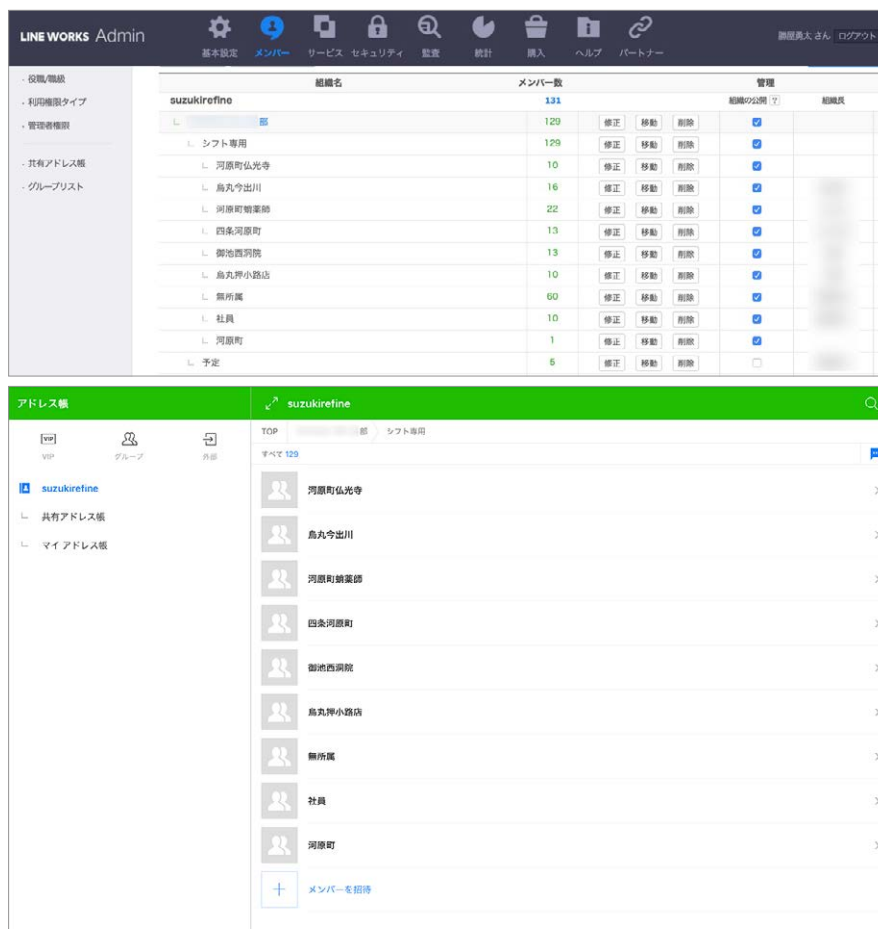 LINE WORKS Admin
基本設定 メンバー サービス セキュリティ 監査 統計 購入 ヘルプ パートナー
勝屋勇太 さん ログアウト
· 役職/職級
· 利用権限タイプ
· 管理者権限
· 共有アドレス帳
· グループリスト
組織名 メンバー数 管理
suzukirefine 131 組織の公開 ? 組織長
部 129 修正 移動 削除
シフト専用 129 修正 移動 削除
河原町仏光寺 10 修正 移動 削除
烏丸今出川 16 修正 移動 削除
河原町蛸薬師 22 修正 移動 削除
四条河原町 13 修正 移動 削除
御池西洞院 13 修正 移動 削除
烏丸押小路店 10 修正 移動 削除
無所属 60 修正 移動 削除
社員 10 修正 移動 削除
河原町 1 修正 移動 削除
予定 6 修正 移動 削除
アドレス帳
suzukirefine
VIP
VIP グループ 外部
suzukirefine
共有アドレス帳
マイ アドレス帳
TOP 部 シフト専用
すべて 129
河原町仏光寺
烏丸今出川
河原町蛸薬師
四条河原町
御池西洞院
烏丸押小路店
無所属
社員
河原町
メンバーを招待